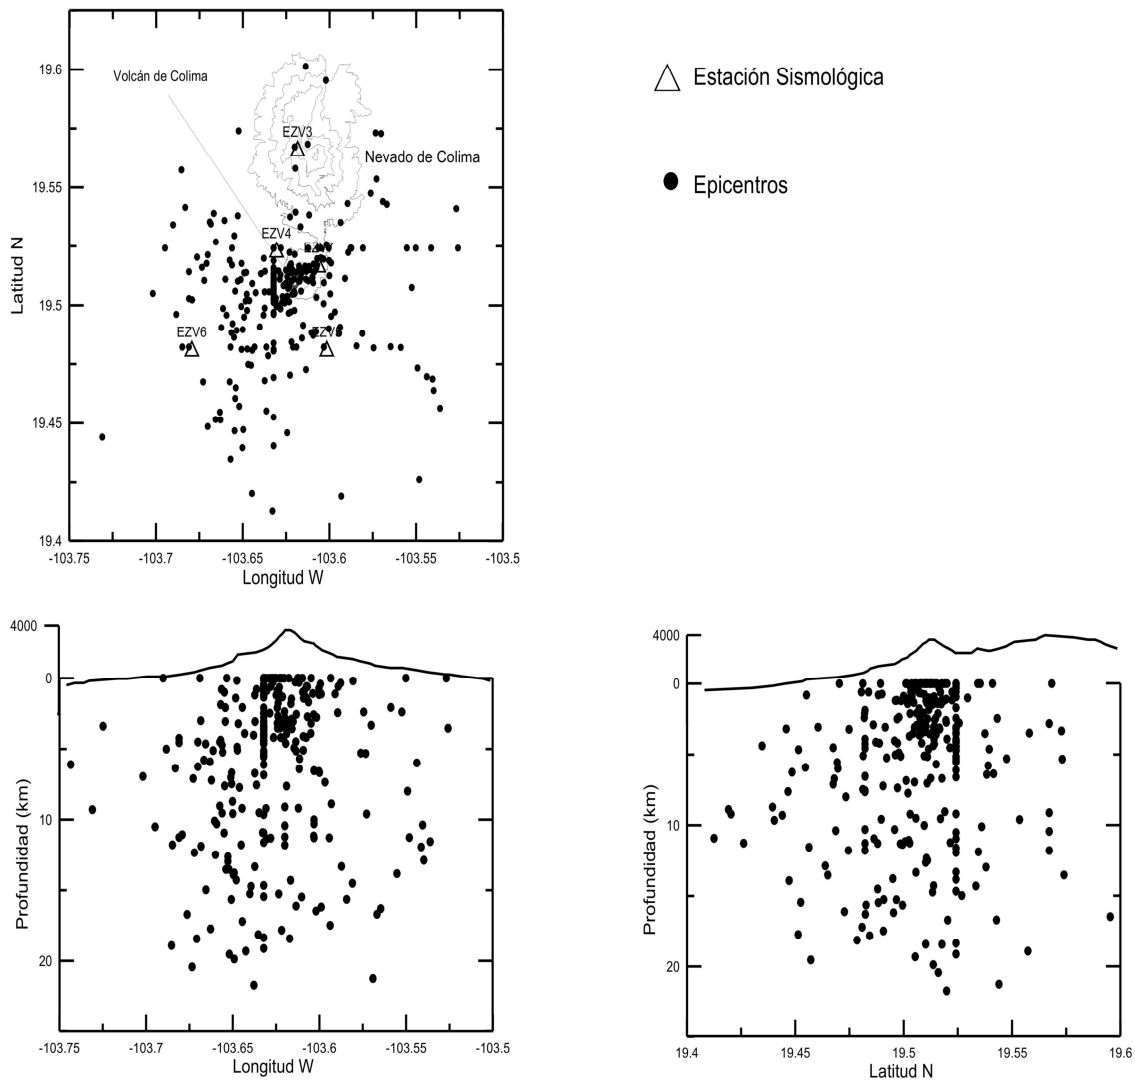 19.6
19.55
19.5
19.45
19.4
Latitud N
-103.75
-103.7
-103.65
-103.6
-103.55
-103.5
Longitud W
Volcán de Colima
Nevado de Colima
EZV3
EZV4
EZV6
Estación Sismológica
Epicentros
4000
0
10
20
Profundidad (km)
-103.75
-103.7
-103.65
-103.6
-103.55
-103.5
Longitud W
4000
0
10
20
Profundidad (km)
19.4
19.45
19.5
19.55
19.6
Latitud N